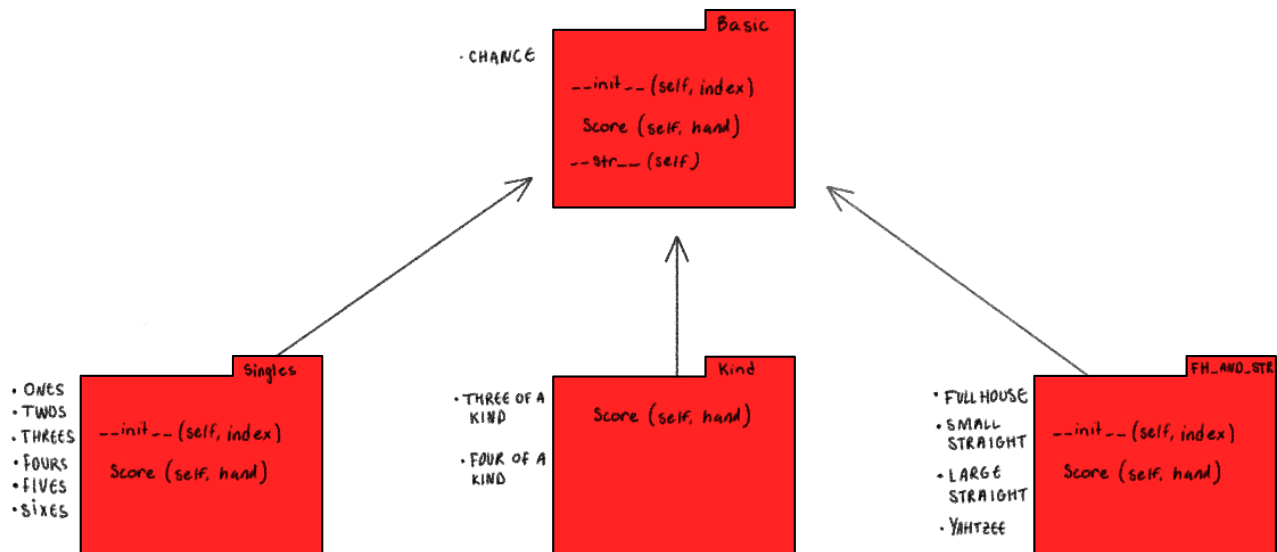 Basic
• CHANCE
__init__ (self, index)
Score (self, hand)
__str__ (self)
Singles
• ONES
• TWOS
• THREES
• FOURS
• FIVES
• SIXES
__init__ (self, index)
Score (self, hand)
Kind
• THREE OF A
KIND
• FOUR OF A
KIND
Score (self, hand)
FH_AND_STR
• FULLHOUSE
• SMALL
STRAIGHT
• LARGE
STRAIGHT
• YAHTZEE
__init__ (self, index)
Score (self, hand)